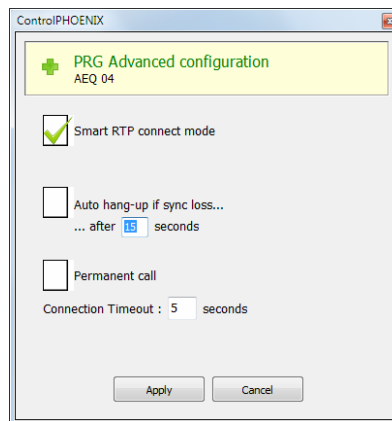 ControlPHOENIX
PRG Advanced configuration
AEQ 04
Smart RTP connect mode
Auto hang-up if sync loss...
... after 15 seconds
Permanent call
Connection Timeout : 5 seconds
Apply Cancel